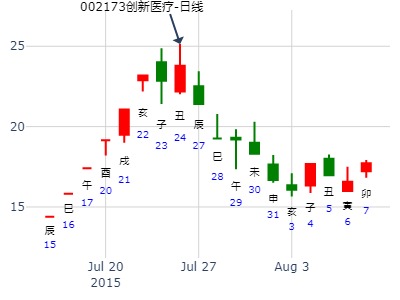 002173创新医疗-日线
25
20
15
辰
15
巳
16
午
17
酉
20
戌
21
亥
22
子
23
丑
24
辰
27
巳
28
午
29
未
30
申
31
亥
3
子
4
丑
5
寅
6
卯
7
Jul 20
2015
Jul 27
Aug 3